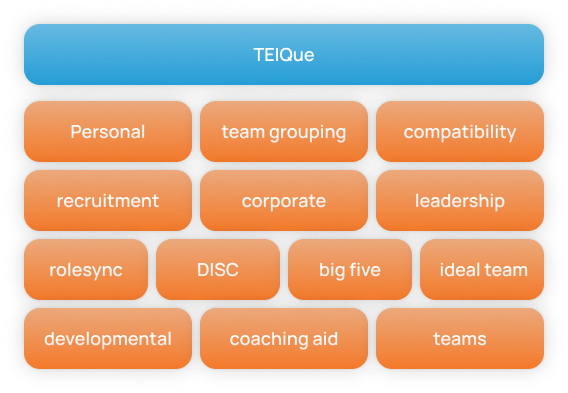 TEIQue
Personal team grouping compatibility
recruitment corporate leadership
rolesync DISC big five ideal team
developmental coaching aid teams